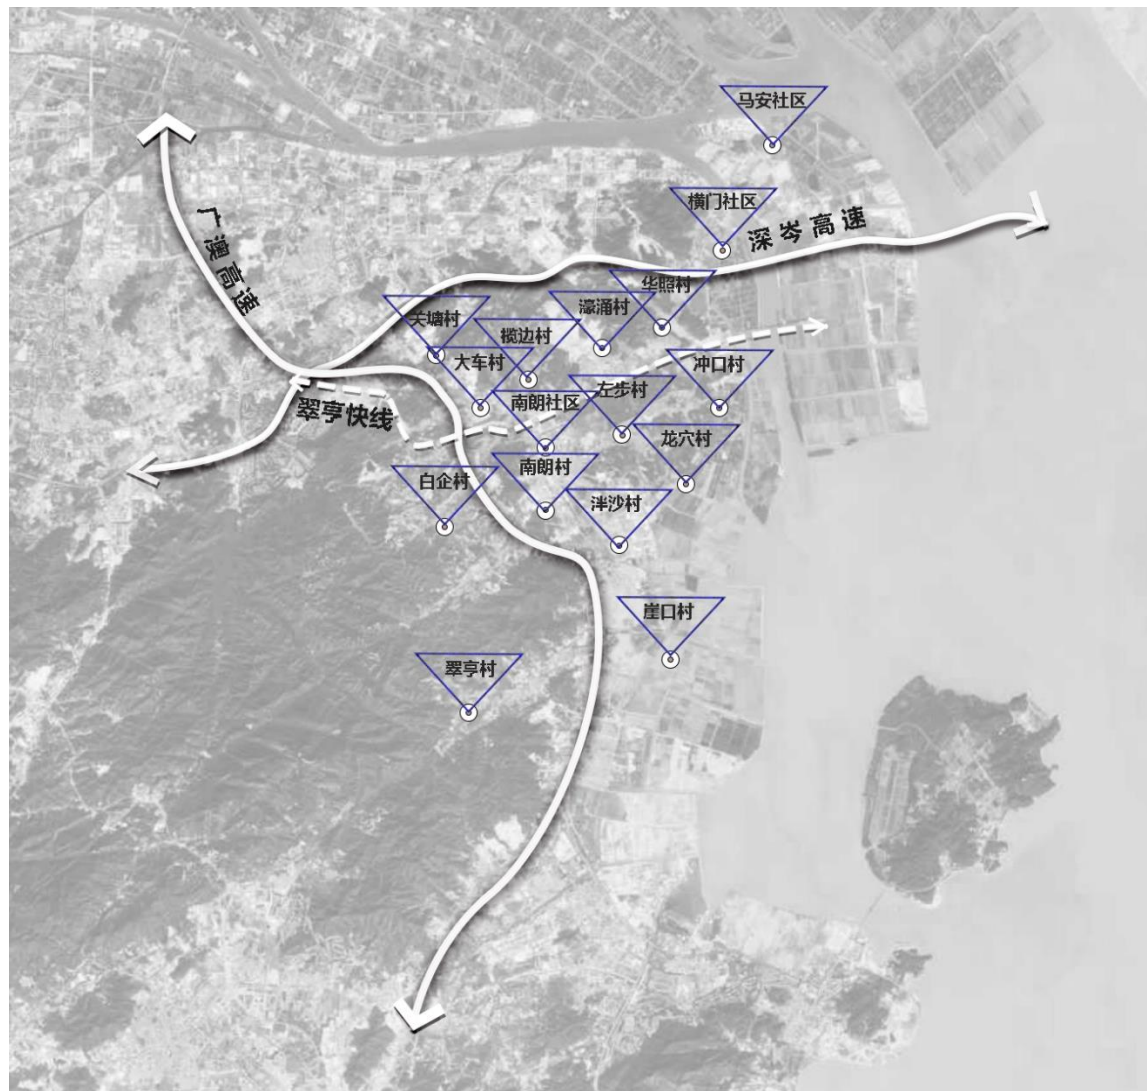 马安社区
横门社区
深岑高速
广澳高速
华照村
濠涌村
关塘村
榄边村
大车村
冲口村
左步村
南朗社区
翠亨快线
龙穴村
南朗村
白企村
泮沙村
崖口村
翠亨村